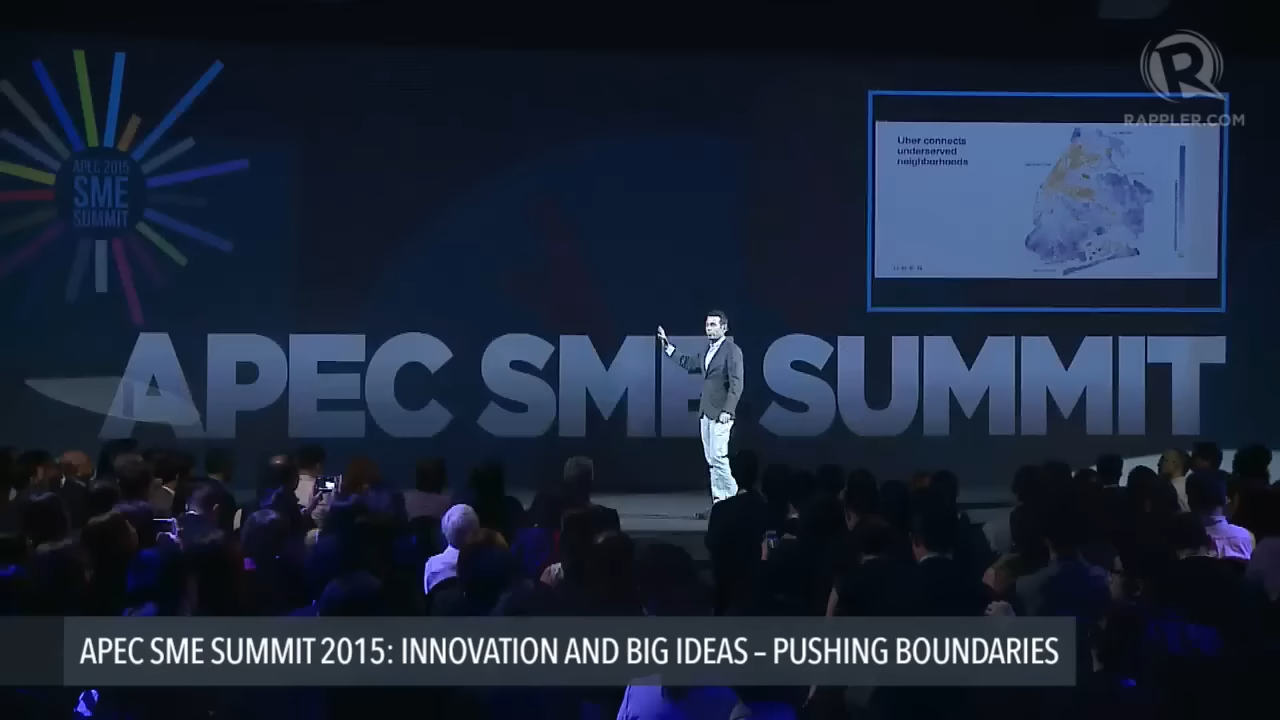 APEC 2015
SME
SUMMIT
RAPPLER.COM
Uber connects
underserved
neighborhoods
UBER
APEC SME SUMMIT
APEC SME SUMMIT 2015: INNOVATION AND BIG IDEAS – PUSHING BOUNDARIES